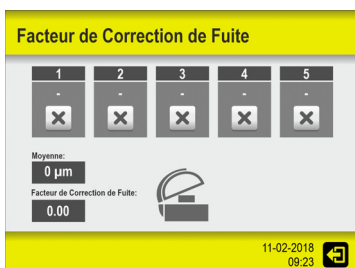 Facteur de Correction de Fuite
1 2 3 4 5
- - - - -
Moyenne:
0 µm
Facteur de Correction de Fuite:
0.00
11-02-2018
09:23